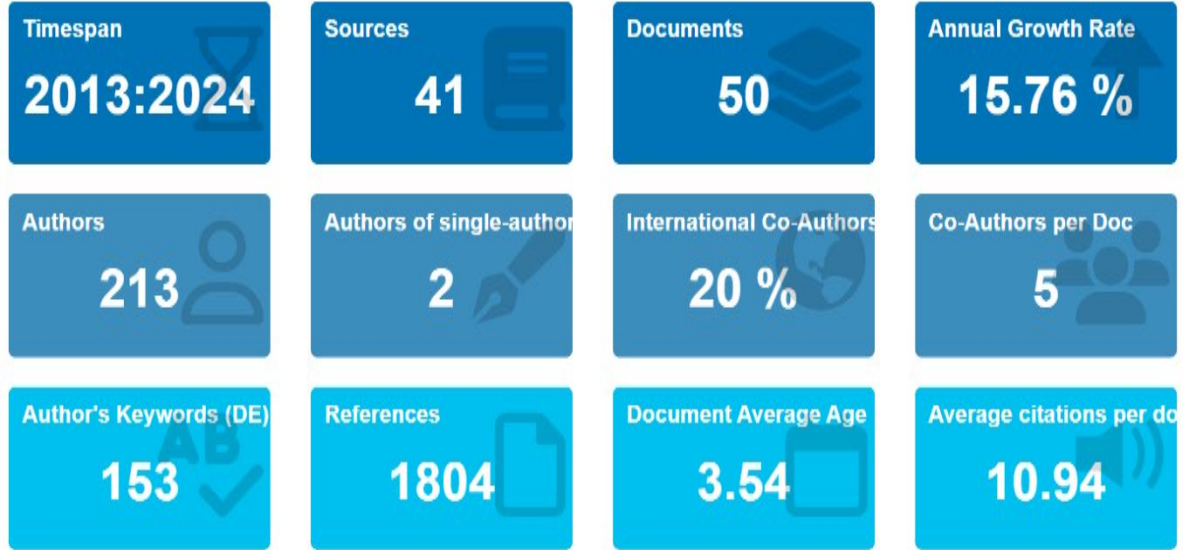 Timespan
2013:2024
Sources
41
Documents
50
Annual Growth Rate
15.76 %
Authors
213
Authors of single-author
2
International Co-Authors
20 %
Co-Authors per Doc
5
Author's Keywords (DE)
153
References
1804
Document Average Age
3.54
Average citations per do
10.94
AB